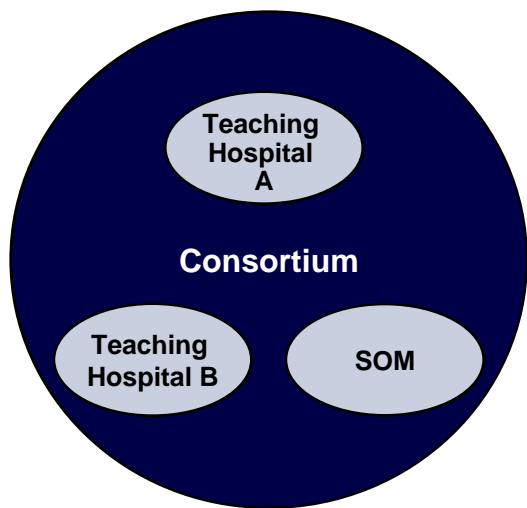 Teaching
Hospital
A
Consortium
Teaching
Hospital B
SOM